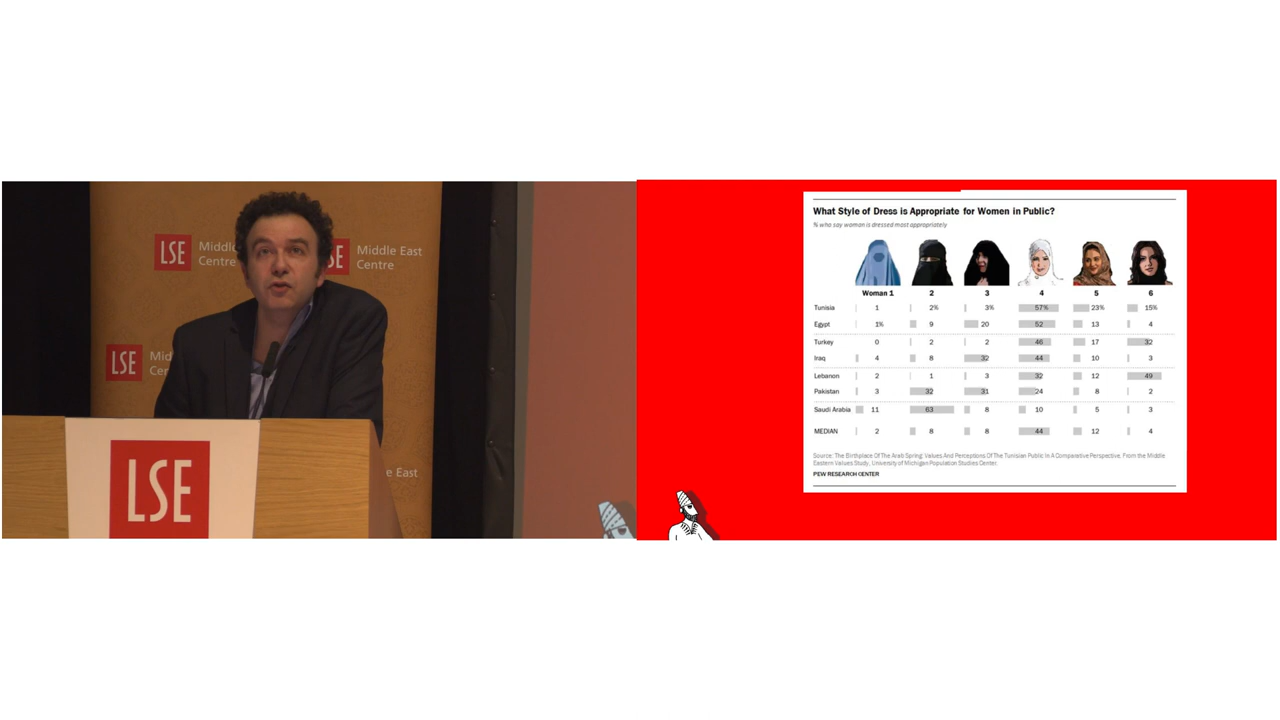 LSE
Middle
Centre
SE
Middle East
Centre
LSE
Mid
Cer
e East
LSE
What Style of Dress is Appropriate for Women in Public?
% who say woman is dressed most appropriately
Woman 1 2 3 4 5 6
Tunisia 1 2% 3% 57% 23% 15%
Egypt 1% 9 20 52 13 4
Turkey 0 2 2 46 17 32
Iraq 4 8 32 44 10 3
Lebanon 2 1 3 32 12 49
Pakistan 3 32 31 24 8 2
Saudi Arabia 11 63 8 10 5 3
MEDIAN 2 8 8 44 12 4
Source: The Birthplace Of The Arab Spring: Values And Perceptions Of The Tunisian Public In A Comparative Perspective. From the Middle
Eastern Values Study, University of Michigan Population Studies Center.
PEW RESEARCH CENTER